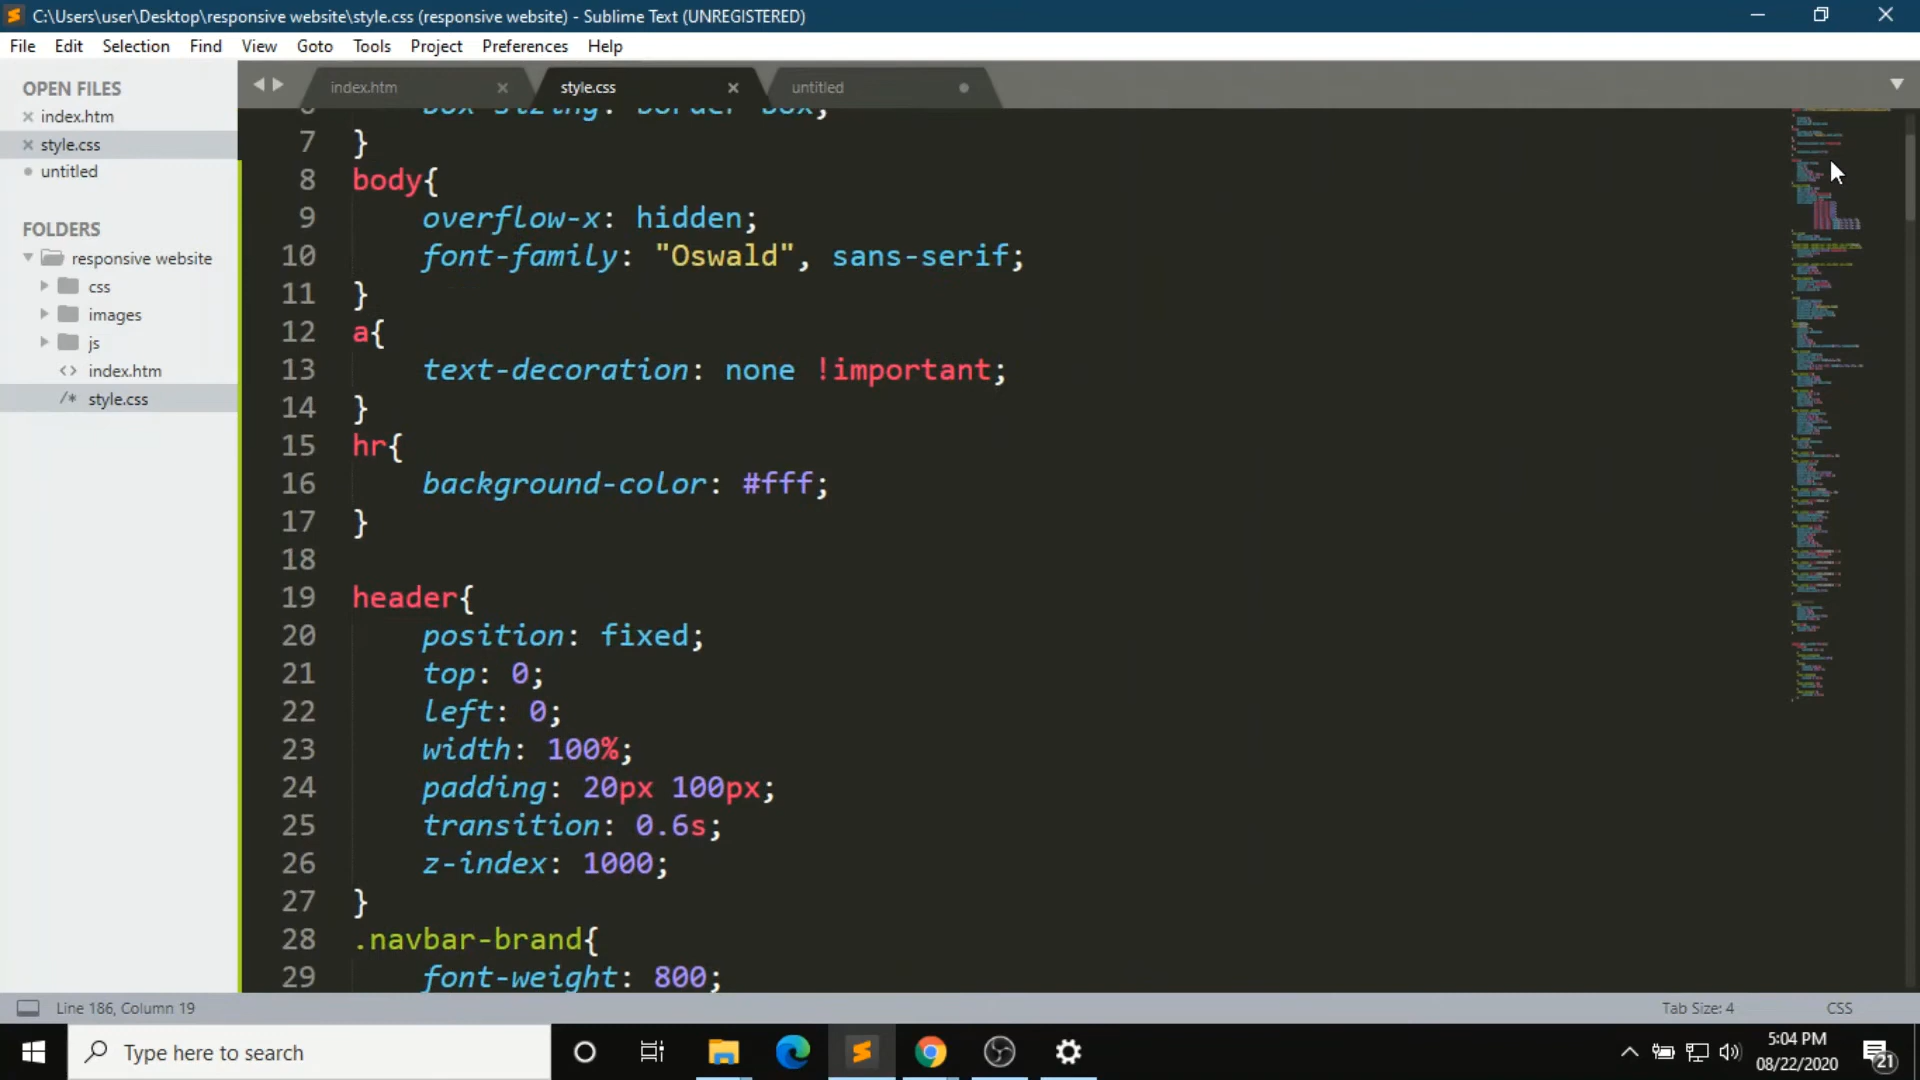 C:\Users\user\Desktop\responsive website\style.css (responsive website) - Sublime Text (UNREGISTERED)
File Edit Selection Find View Goto Tools Project Preferences Help
OPEN FILES
index.htm
style.css
untitled
FOLDERS
responsive website
css
images
js
index.htm
/* style.css
index.htm style.css untitled
6 box-sizing: border-box;
7 }
8 body{
9 overflow-x: hidden;
10 font-family: "Oswald", sans-serif;
11 }
12 a{
13 text-decoration: none !important;
14 }
15 hr{
16 background-color: #fff;
17 }
18
19 header{
20 position: fixed;
21 top: 0;
22 left: 0;
23 width: 100%;
24 padding: 20px 100px;
25 transition: 0.6s;
26 z-index: 1000;
27 }
28 .navbar-brand{
29 font-weight: 800;
Line 186, Column 19
Tab Size: 4
CSS
Type here to search
5:04 PM
08/22/2020
21